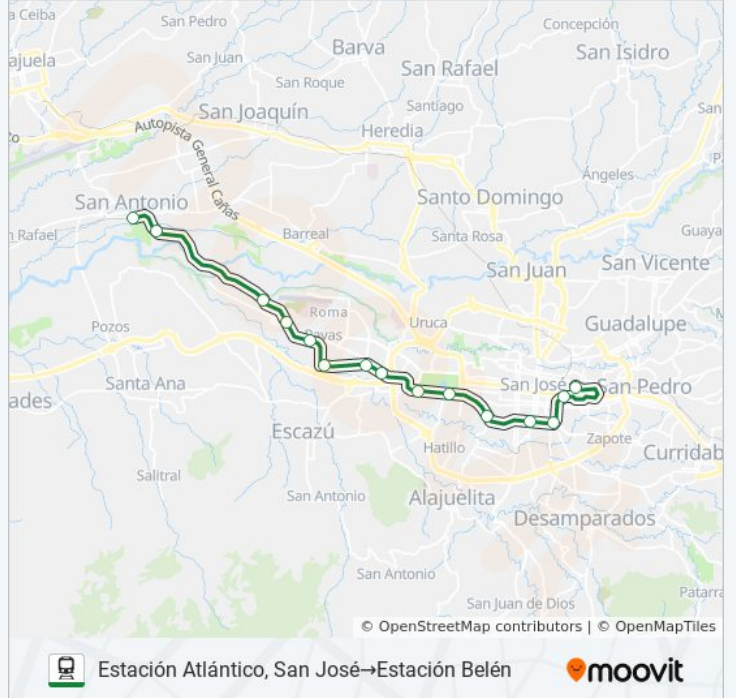 a Ceiba
San Pedro
Concepción
Barva
San Isidro
San Juan
ajuela
San Rafael
San Roque
Santiago
San Joaquín
San
Autopista General Cañas
Heredia
Ángeles
San Antonio
Santo Domingo
n Rafael
Barreal
Santa Rosa
Guaya
San Juan
San Vicente
Roma
Pavas
Uruca
Guadalupe
Pozos
Santa Ana
San José
San Pedro
ades
Escazú
Hatillo
Zapote
Curridab
Salitral
San Antonio
Alajuelita
Desamparados
San Antonio
San Juan de Dios
Patarra
© OpenStreetMap contributors | © OpenMapTiles
Estación Atlántico, San José→Estación Belén
moovit